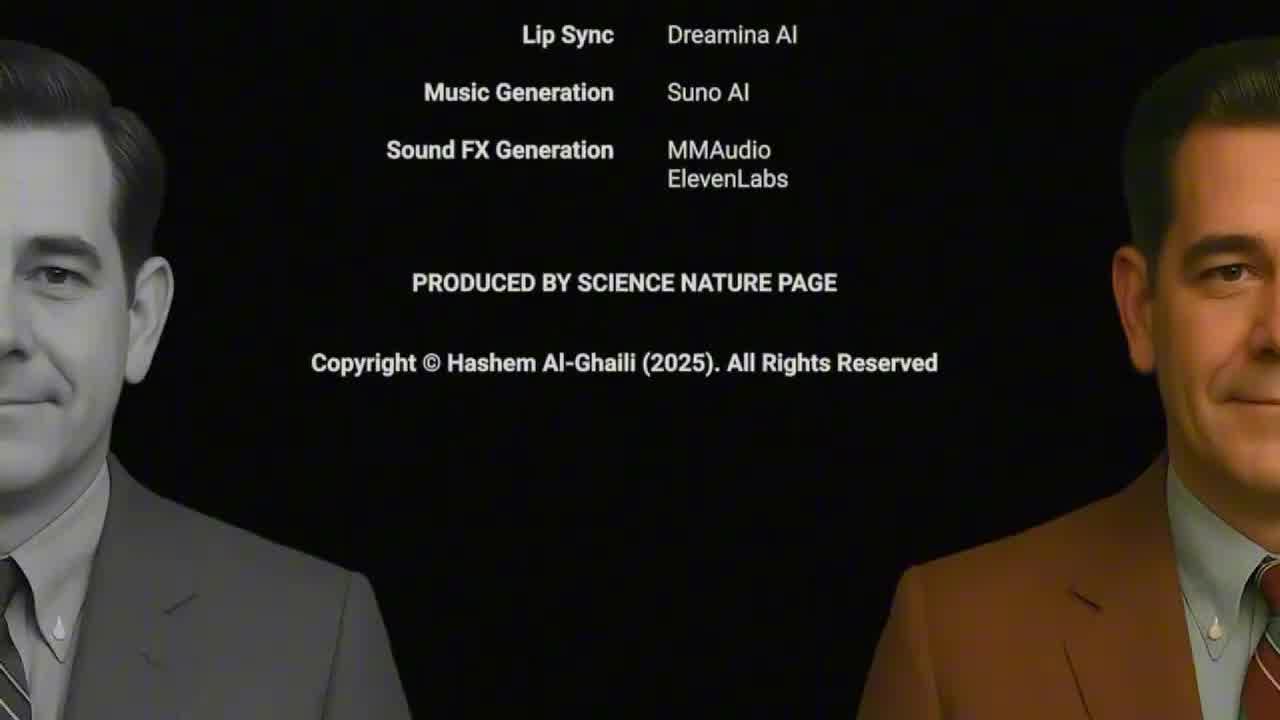 Lip Sync Dreamina AI
Music Generation Suno AI
Sound FX Generation MMAudio
ElevenLabs
PRODUCED BY SCIENCE NATURE PAGE
Copyright © Hashem Al-Ghaili (2025). All Rights Reserved